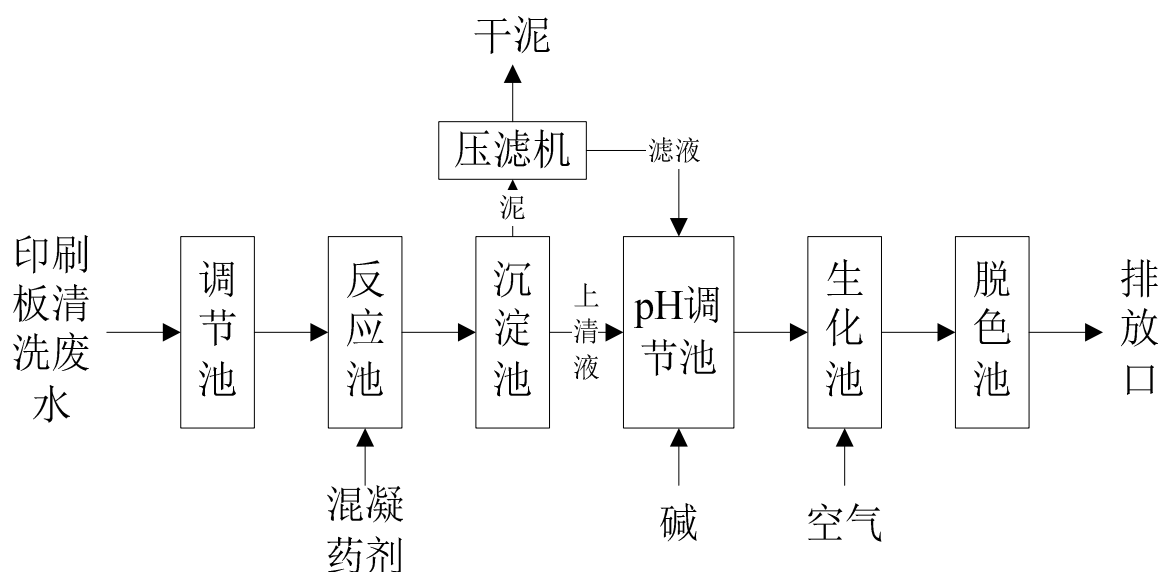 干泥
压滤机
滤液
泥
印刷
板清
洗废
水
调
节
池
反
应
池
沉
淀
池
上
清
液
pH调
节池
生
化
池
脱
色
池
排
放
口
混凝
药剂
碱
空气